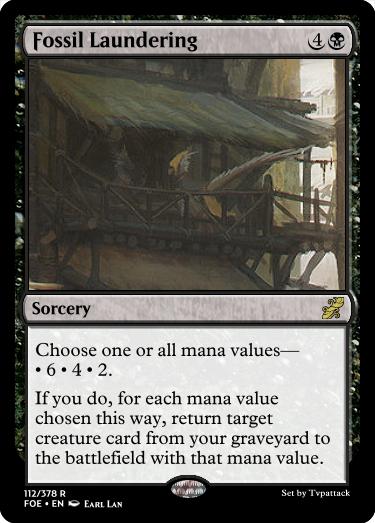 Fossil Laundering 4
Sorcery
Choose one or all mana values—
• 6 • 4 • 2.
If you do, for each mana value
chosen this way, return target
creature card from your graveyard to
the battlefield with that mana value.
112/378 R
FOE • EN Earl Lan
Set by Tvpattack